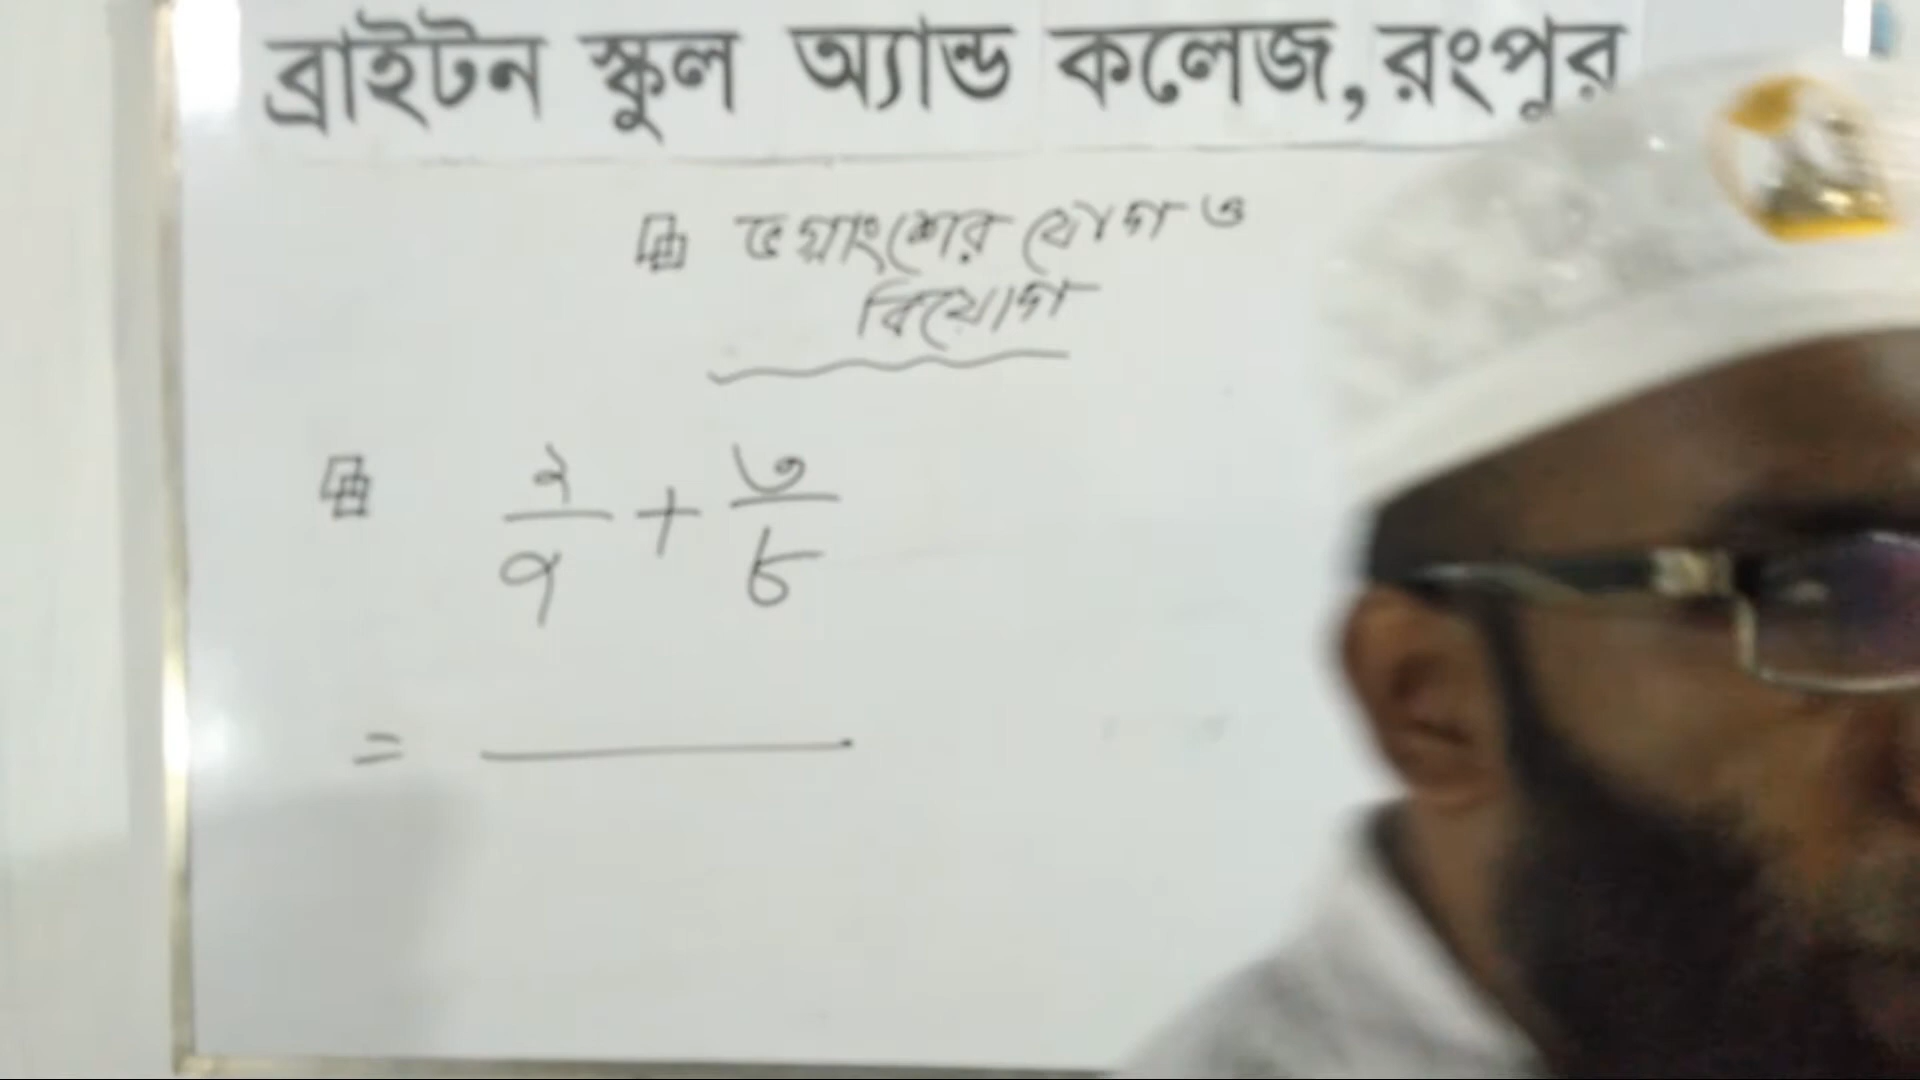 ব্রাইটন স্কুল অ্যান্ড কলেজ, রংপুর
ভগ্নাংশের যোগ ও
বিয়োগ
২/৭ + ৩/৮
=